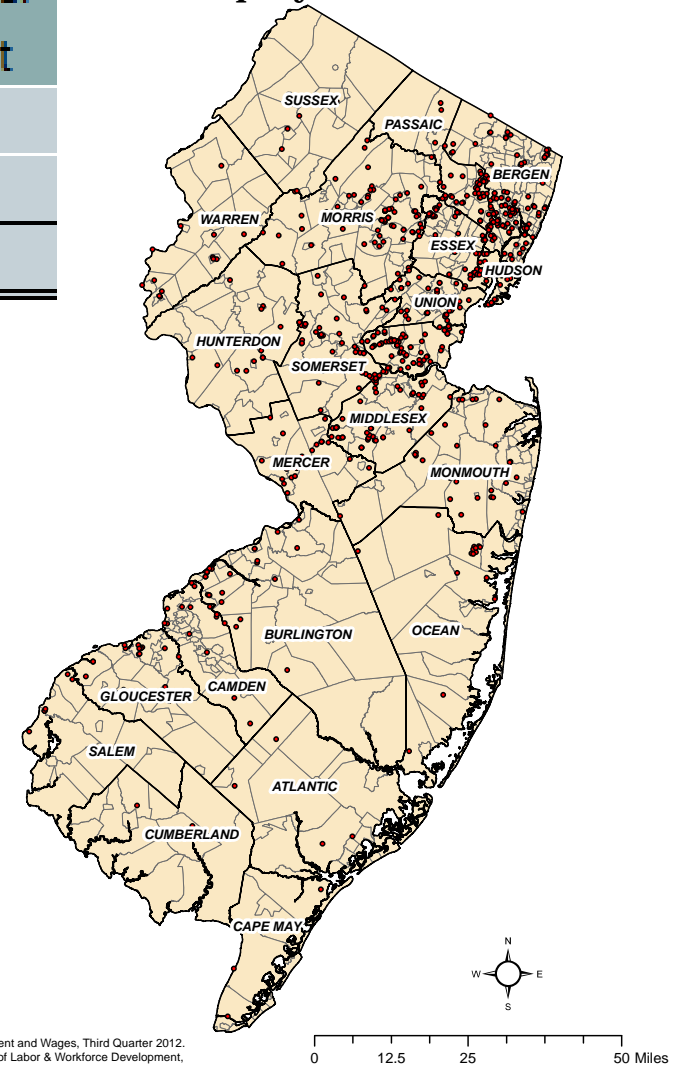 t
SUSSEX
PASSAIC
BERGEN
WARREN
MORRIS
ESSEX
HUDSON
UNION
HUNTERDON
SOMERSET
MIDDLESEX
MERCER
MONMOUTH
BURLINGTON
OCEAN
CAMDEN
GLOUCESTER
SALEM
ATLANTIC
CUMBERLAND
CAPE MAY
N
W E
S
ent and Wages, Third Quarter 2012.
of Labor & Workforce Development,
0 12.5 25 50 Miles